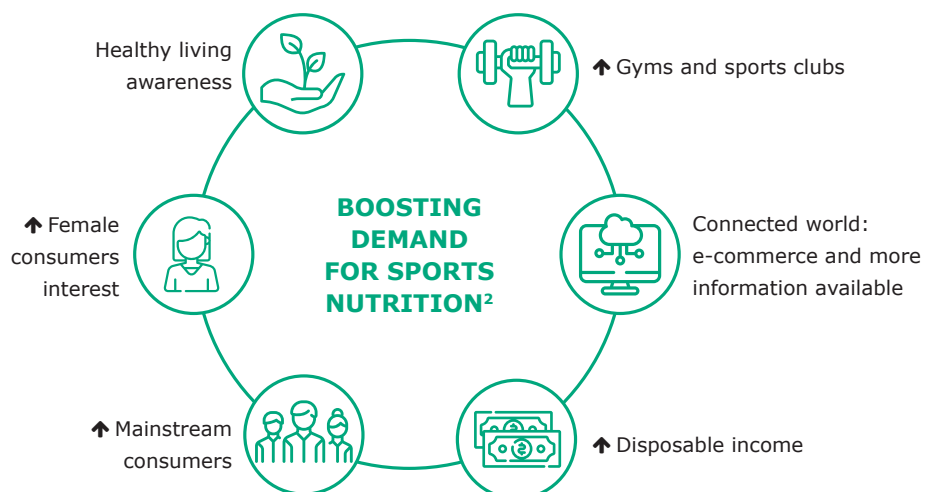 Healthy living
awareness
↑ Gyms and sports clubs
↑ Female
consumers
interest
BOOSTING
DEMAND
FOR SPORTS
NUTRITION²
Connected world:
e-commerce and more
information available
↑ Mainstream
consumers
↑ Disposable income